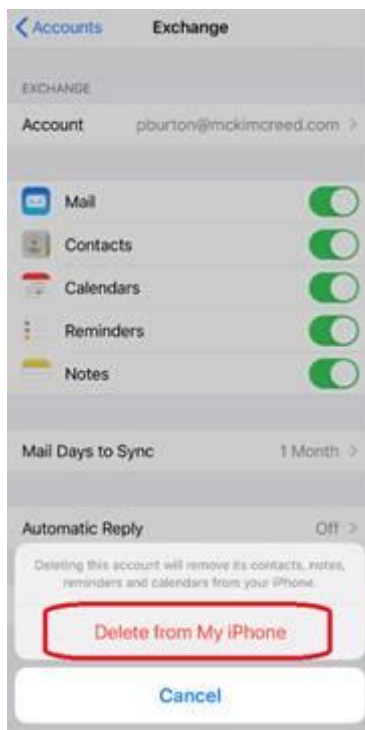 Accounts Exchange
EXCHANGE
Account pburton@mckimcreed.com
Mail
Contacts
Calendars
Reminders
Notes
Mail Days to Sync 1 Month
Automatic Reply Off
Deleting this account will remove its contacts, notes,
reminders and calendars from your iPhone.
Delete from My iPhone
Cancel